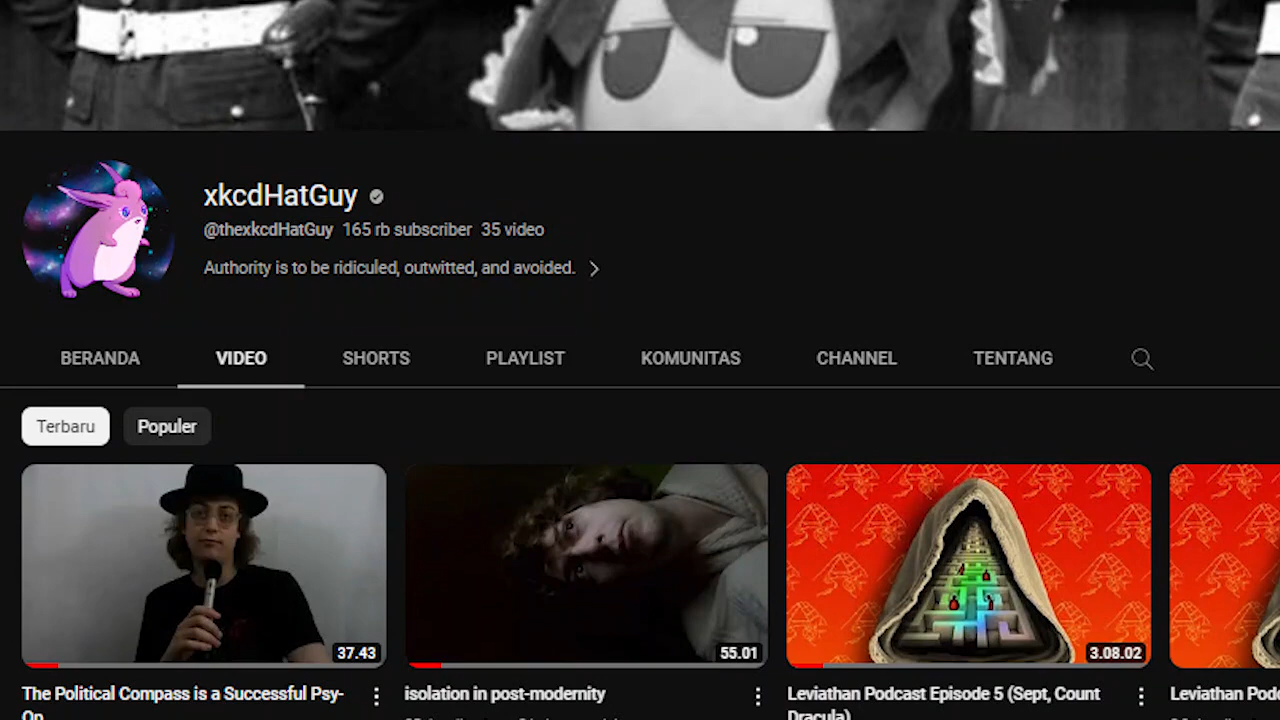 xkcdHatGuy
@thexkcdHatGuy 165 rb subscriber 35 video
Authority is to be ridiculed, outwitted, and avoided.
BERANDA VIDEO SHORTS PLAYLIST KOMUNITAS CHANNEL TENTANG
Terbaru Populer
37.43 55.01 3.08.02
The Political Compass is a Successful Psy-
Op
isolation in post-modernity
Leviathan Podcast Episode 5 (Sept, Count
Dracula)
Leviathan